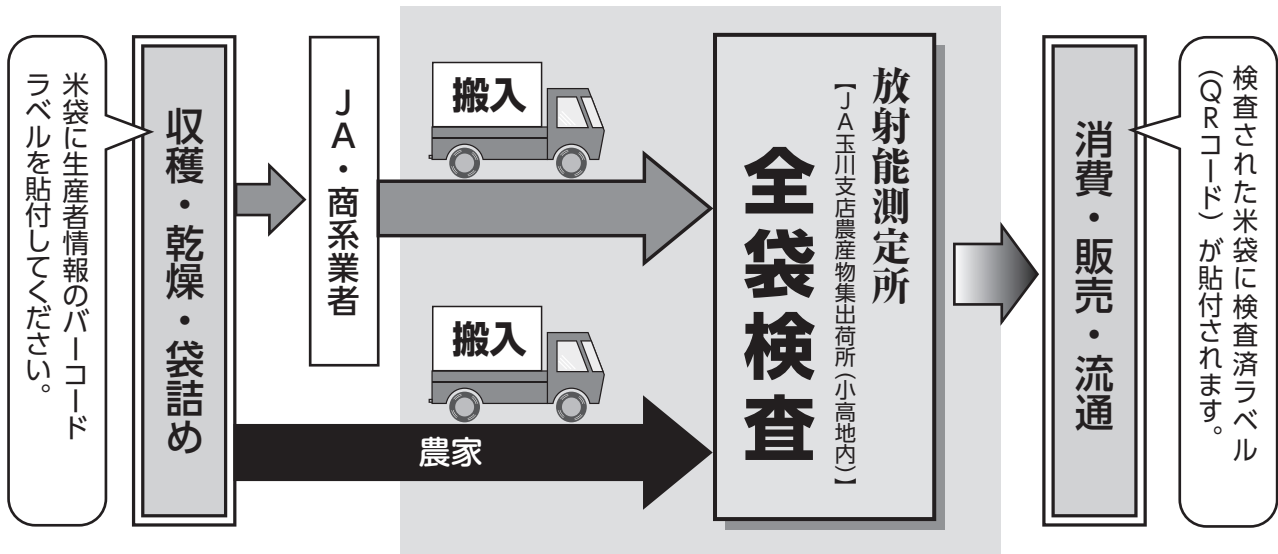 米袋に生産者情報のバーコード
ラベルを貼付してください。
収穫・乾燥・袋詰め
JA・商系業者
搬入
搬入
農家
放射能測定所
【JA玉川支店農産物集出荷所(小高地内)】
全袋検査
消費・販売・流通
検査された米袋に検査済ラベル
(QRコード)が貼付されます。